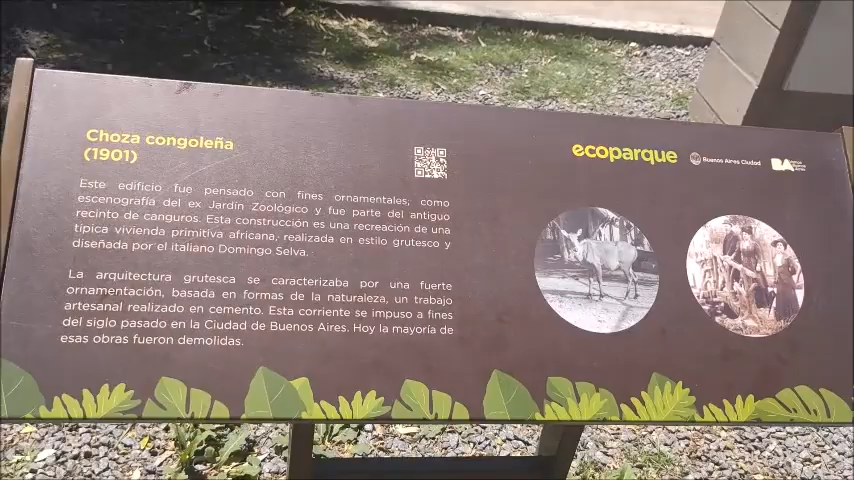 Choza congoleña
(1901)
Este edificio fue pensado con fines ornamentales, como
escenografía del ex Jardín Zoológico y fue parte del antiguo
recinto de canguros. Esta construcción es una recreación de una
típica vivienda primitiva africana, realizada en estilo grutesco y
diseñada por el italiano Domingo Selva.
La arquitectura grutesca se caracterizaba por una fuerte
ornamentación, basada en formas de la naturaleza, un trabajo
artesanal realizado en cemento. Esta corriente se impuso a fines
del siglo pasado en la Ciudad de Buenos Aires. Hoy la mayoría de
esas obras fueron demolidas.
ecoparque
Buenos Aires Ciudad
BA